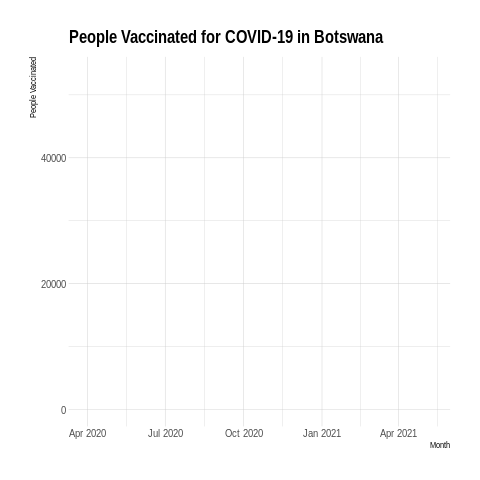 People Vaccinated for COVID-19 in Botswana
People Vaccinated
40000
20000
0
Apr 2020 Jul 2020 Oct 2020 Jan 2021 Apr 2021
Month